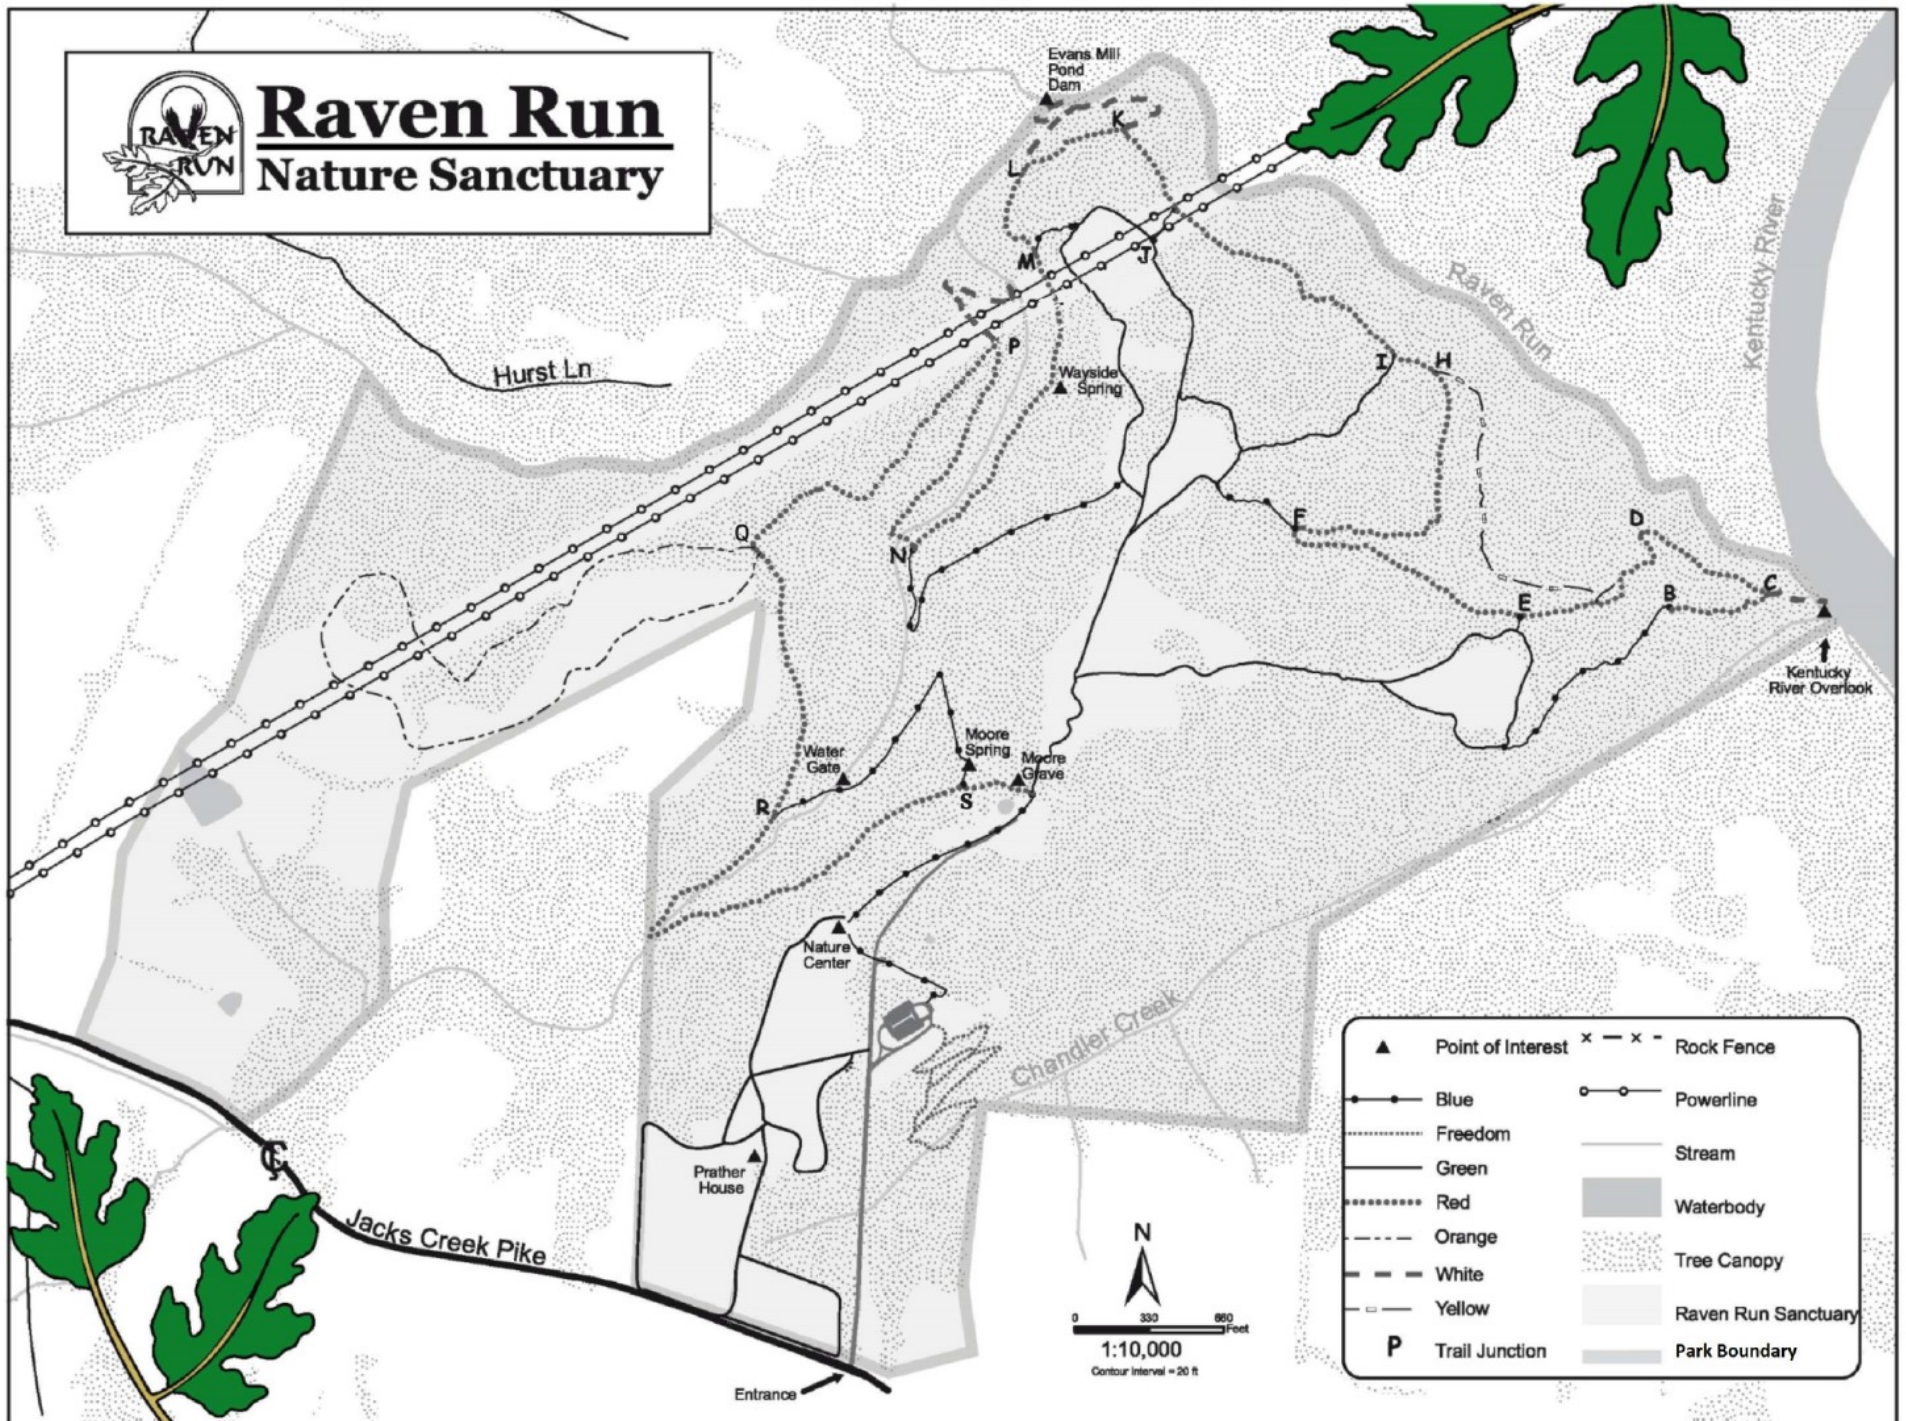 RAVEN
RUN
Raven Run
Nature Sanctuary
Evans Mill
Pond
Dam
K
L
M
J
Hurst Ln
P
Wayside
Spring
I
H
Raven Run
Kentucky River
Q
N
F
D
E
B
C
Kentucky
River Overlook
Water
Gate
Moore
Spring
Moore
Grave
R
S
Nature
Center
Chandler Creek
Prather
House
Jacks Creek Pike
Entrance
N
0 330 660
Feet
1:10,000
Contour Interval = 20 ft
Point of Interest
Blue
Freedom
Green
Red
Orange
White
Yellow
P Trail Junction
Rock Fence
Powerline
Stream
Waterbody
Tree Canopy
Raven Run Sanctuary
Park Boundary